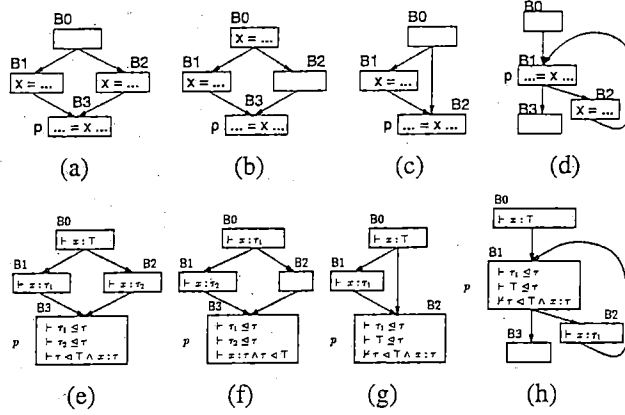 B0
B1
B2
x = ...
x = ...
B3
p
... = x ...
(a)
B0
x = ...
B1
B2
x = ...
B3
p
... = x ...
(b)
B0
B1
x = ...
B2
p
... = x ...
(c)
B0
B1
p
... = x ...
B2
x = ...
B3
(d)
B0
⊢ x : T
B1
B2
⊢ x : τ₁
⊢ x : τ₂
B3
p
⊢ τ₁ ⊴ τ
⊢ τ₂ ⊴ τ
⊢ τ ⊲ T ∧ x : τ
(e)
B0
⊢ x : τ₁
B1
B2
⊢ x : τ₂
B3
⊢ τ₁ ⊴ τ
⊢ τ₂ ⊴ τ
⊢ x : τ ∧ τ ⊲ T
(f)
B0
⊢ x : T
B1
⊢ x : τ₁
B2
⊢ τ₁ ⊴ τ
⊢ T ⊴ τ
⊬ τ ⊲ T ∧ x : τ
(g)
B0
⊢ x : T
B1
p
⊢ τ₁ ⊴ τ
⊢ T ⊴ τ
⊬ τ ⊲ T ∧ x : τ
B2
⊢ x : τ₁
B3
(h)